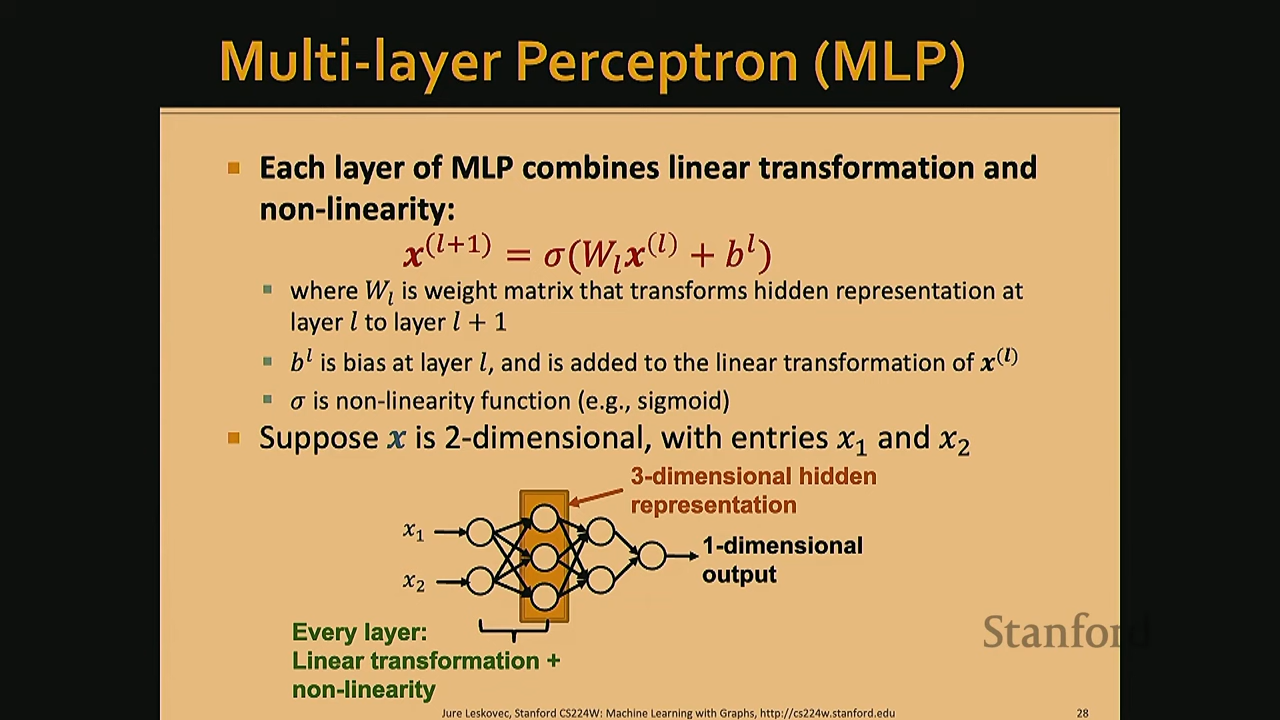 Multi-layer Perceptron (MLP)
Each layer of MLP combines linear transformation and
non-linearity:
x^(l+1) = σ(W_l x^(l) + b^l)
where W_l is weight matrix that transforms hidden representation at
layer l to layer l + 1
b^l is bias at layer l, and is added to the linear transformation of x^(l)
σ is non-linearity function (e.g., sigmoid)
Suppose x is 2-dimensional, with entries x₁ and x₂
3-dimensional hidden
representation
x₁
x₂
1-dimensional
output
Every layer:
Linear transformation +
non-linearity
Stanford
Jure Leskovec, Stanford CS224W: Machine Learning with Graphs, http://cs224w.stanford.edu
28